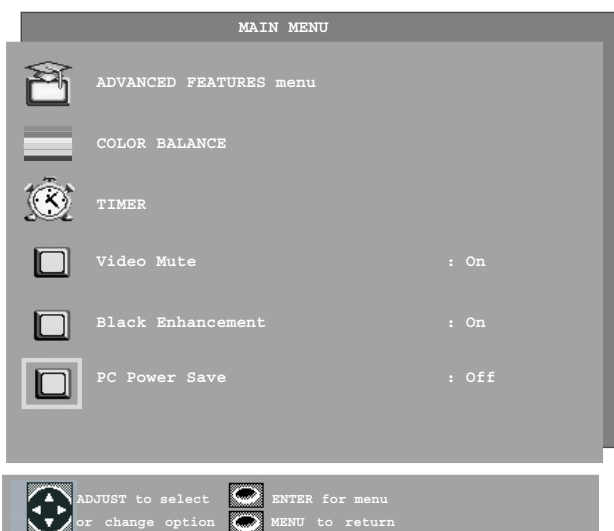 MAIN MENU
ADVANCED FEATURES menu
COLOR BALANCE
TIMER
Video Mute : On
Black Enhancement : On
PC Power Save : Off
ADJUST to select ENTER for menu
or change option MENU to return